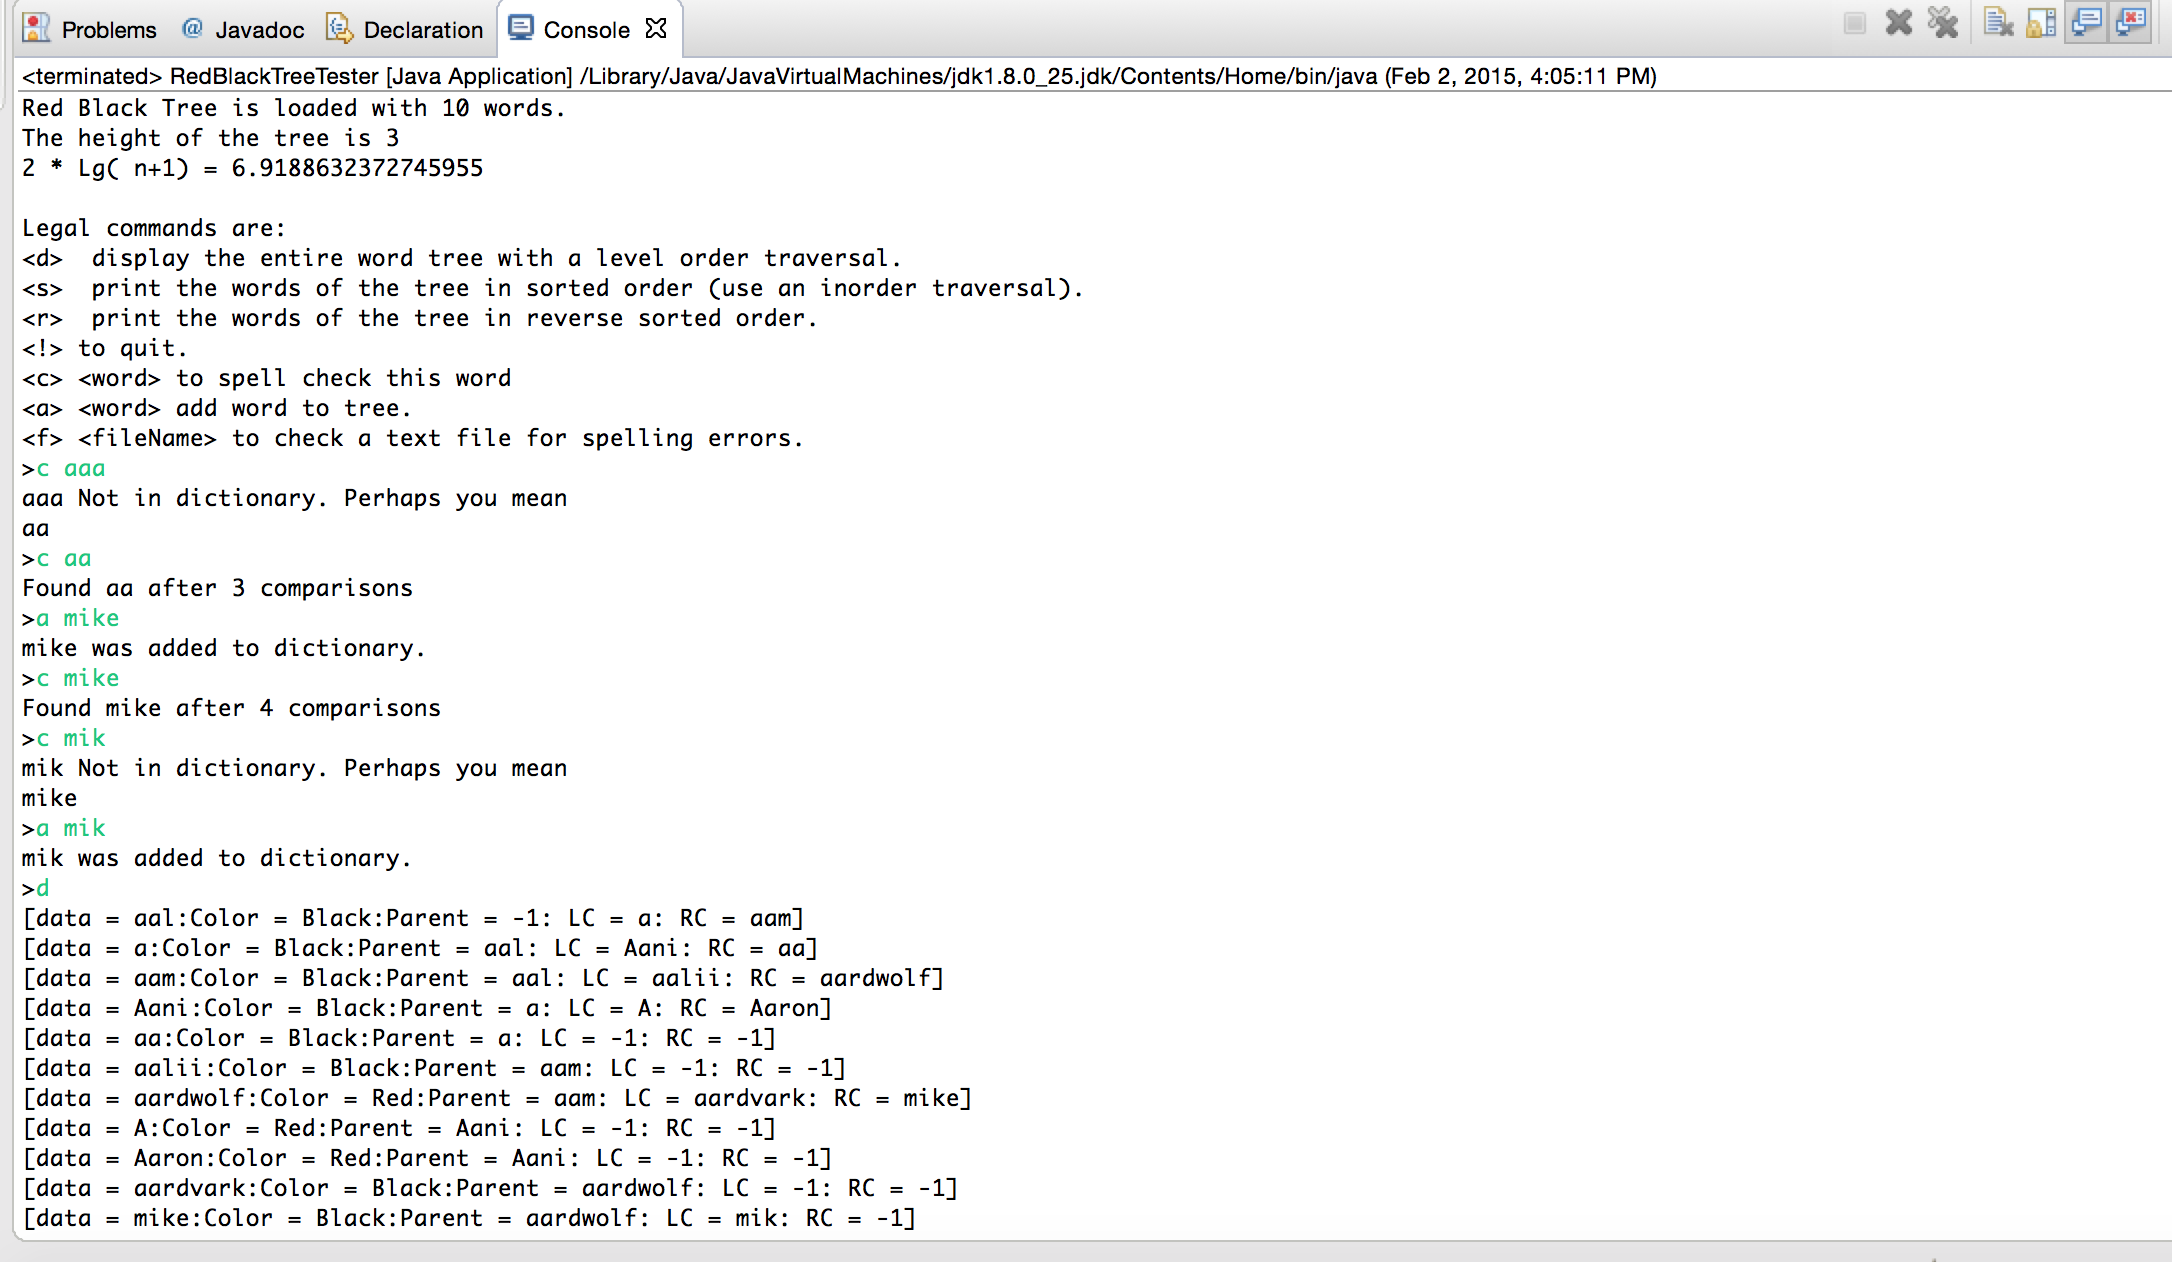 Problems @ Javadoc Declaration Console
<terminated> RedBlackTreeTester [Java Application] /Library/Java/JavaVirtualMachines/jdk1.8.0_25.jdk/Contents/Home/bin/java (Feb 2, 2015, 4:05:11 PM)
Red Black Tree is loaded with 10 words.
The height of the tree is 3
2 * Lg( n+1) = 6.9188632372745955

Legal commands are:
<d>  display the entire word tree with a level order traversal.
<s>  print the words of the tree in sorted order (use an inorder traversal).
<r>  print the words of the tree in reverse sorted order.
<!> to quit.
<c> <word> to spell check this word
<a> <word> add word to tree.
<f> <fileName> to check a text file for spelling errors.
>c aaa
aaa Not in dictionary. Perhaps you mean
aa
>c aa
Found aa after 3 comparisons
>a mike
mike was added to dictionary.
>c mike
Found mike after 4 comparisons
>c mik
mik Not in dictionary. Perhaps you mean
mike
>a mik
mik was added to dictionary.
>d
[data = aal:Color = Black:Parent = -1: LC = a: RC = aam]
[data = a:Color = Black:Parent = aal: LC = Aani: RC = aa]
[data = aam:Color = Black:Parent = aal: LC = aalii: RC = aardwolf]
[data = Aani:Color = Black:Parent = a: LC = A: RC = Aaron]
[data = aa:Color = Black:Parent = a: LC = -1: RC = -1]
[data = aalii:Color = Black:Parent = aam: LC = -1: RC = -1]
[data = aardwolf:Color = Red:Parent = aam: LC = aardvark: RC = mike]
[data = A:Color = Red:Parent = Aani: LC = -1: RC = -1]
[data = Aaron:Color = Red:Parent = Aani: LC = -1: RC = -1]
[data = aardvark:Color = Black:Parent = aardwolf: LC = -1: RC = -1]
[data = mike:Color = Black:Parent = aardwolf: LC = mik: RC = -1]